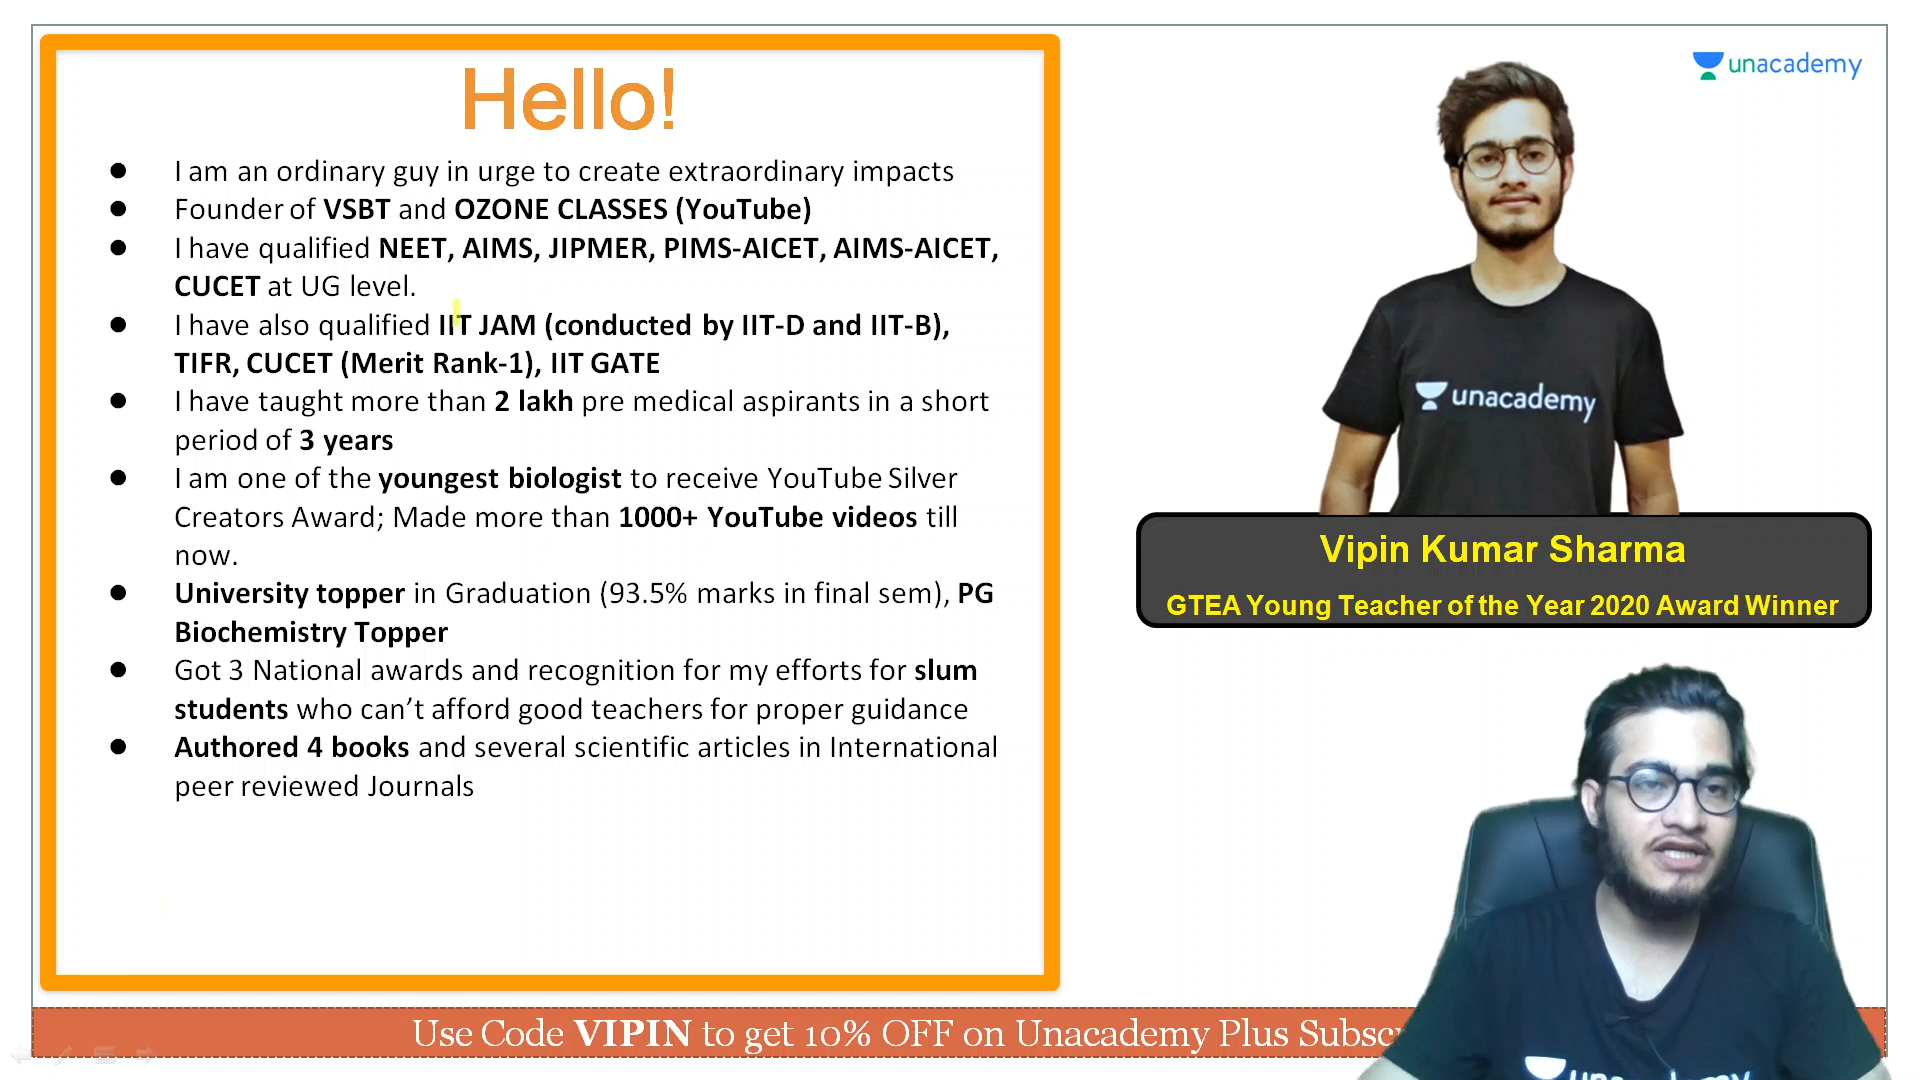 Hello!
● I am an ordinary guy in urge to create extraordinary impacts
● Founder of VSBT and OZONE CLASSES (YouTube)
● I have qualified NEET, AIMS, JIPMER, PIMS-AICET, AIMS-AICET,
CUCET at UG level.
● I have also qualified IIT JAM (conducted by IIT-D and IIT-B),
TIFR, CUCET (Merit Rank-1), IIT GATE
● I have taught more than 2 lakh pre medical aspirants in a short
period of 3 years
● I am one of the youngest biologist to receive YouTube Silver
Creators Award; Made more than 1000+ YouTube videos till
now.
● University topper in Graduation (93.5% marks in final sem), PG
Biochemistry Topper
● Got 3 National awards and recognition for my efforts for slum
students who can’t afford good teachers for proper guidance
● Authored 4 books and several scientific articles in International
peer reviewed Journals
unacademy
unacademy
Vipin Kumar Sharma
GTEA Young Teacher of the Year 2020 Award Winner
Use Code VIPIN to get 10% OFF on Unacademy Plus